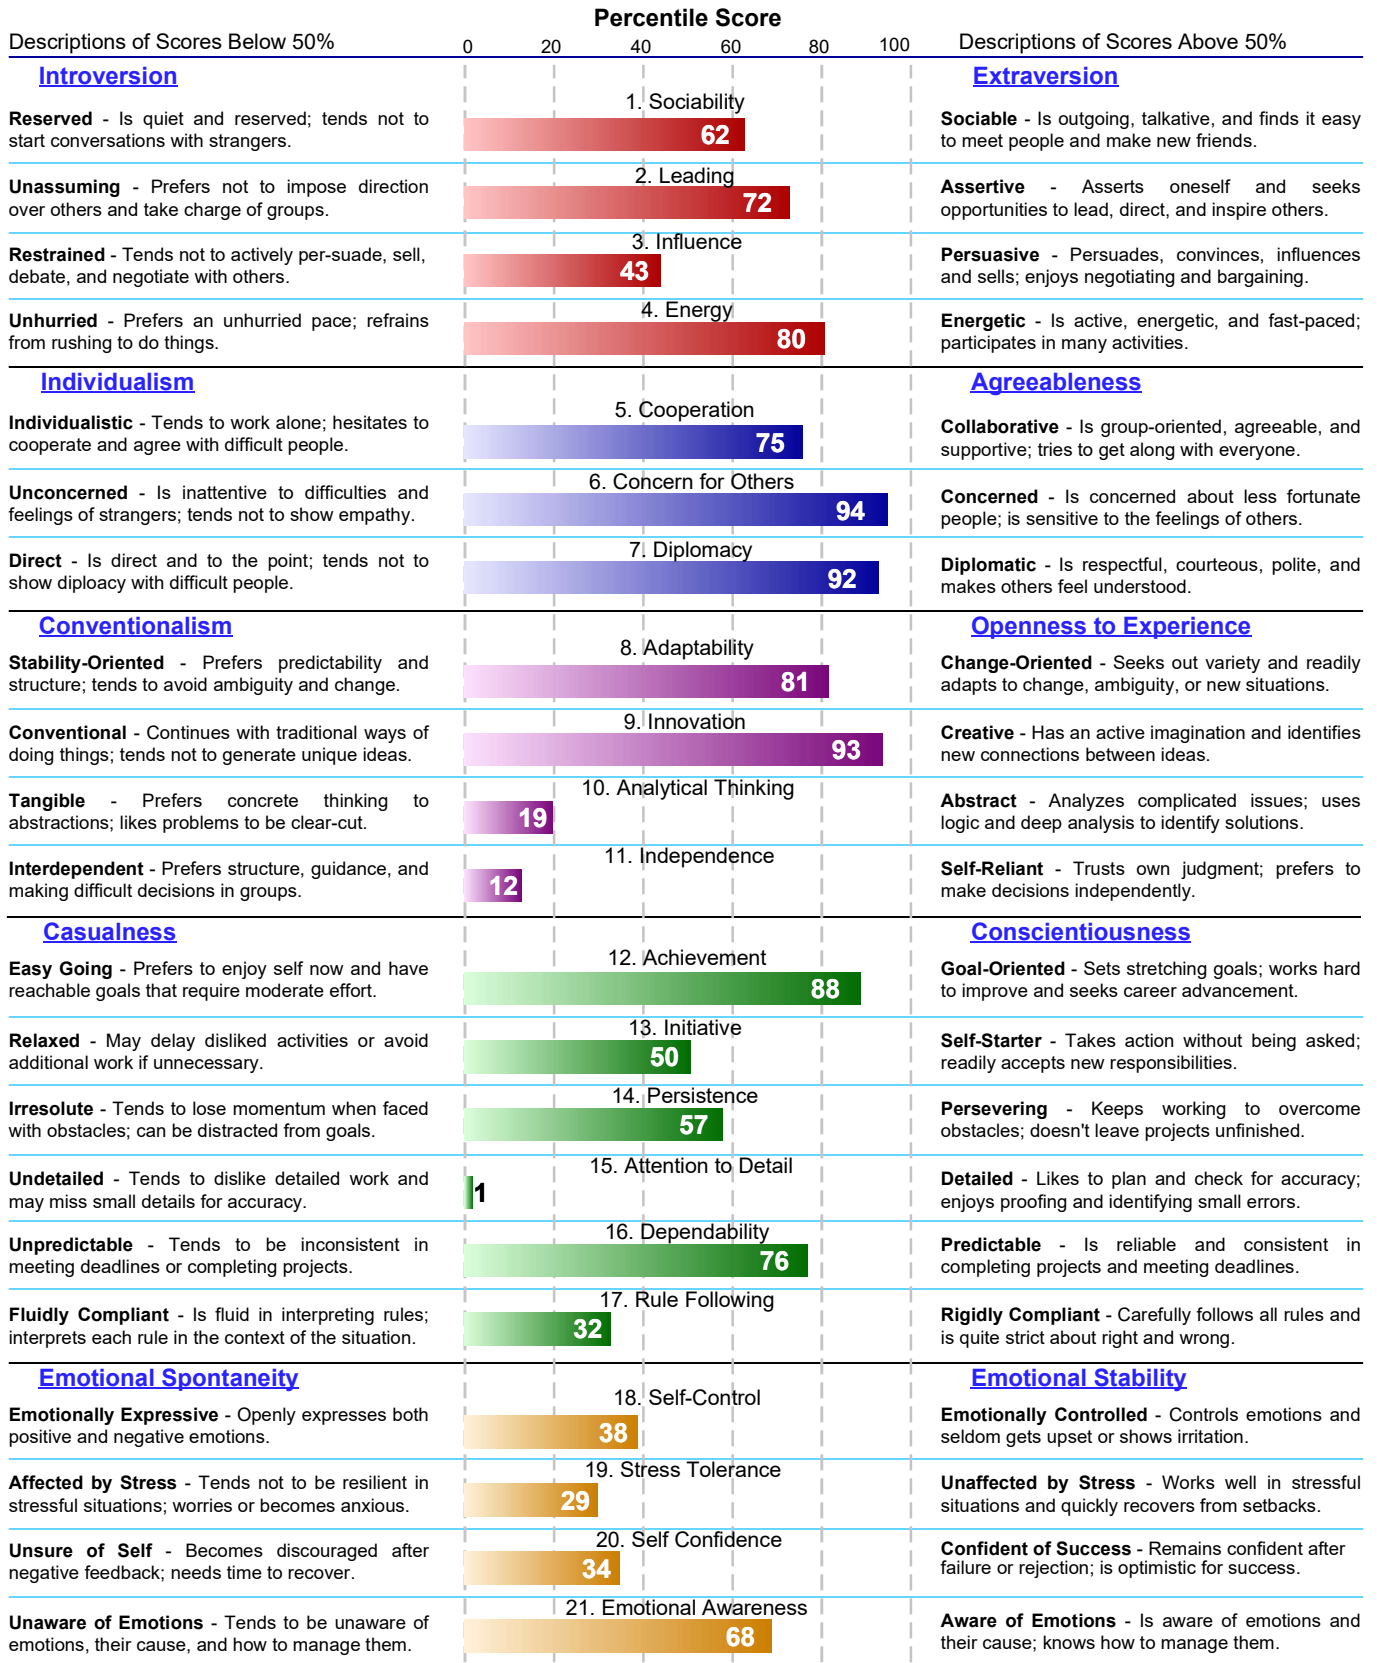 Percentile Score
Descriptions of Scores Below 50%
0 20 40 60 80 100
Descriptions of Scores Above 50%
Introversion
Extraversion
1. Sociability
Reserved - Is quiet and reserved; tends not to
start conversations with strangers.
62
Sociable - Is outgoing, talkative, and finds it easy
to meet people and make new friends.
2. Leading
Unassuming - Prefers not to impose direction
over others and take charge of groups.
72
Assertive - Asserts oneself and seeks
opportunities to lead, direct, and inspire others.
3. Influence
Restrained - Tends not to actively per-suade, sell,
debate, and negotiate with others.
43
Persuasive - Persuades, convinces, influences
and sells; enjoys negotiating and bargaining.
4. Energy
Unhurried - Prefers an unhurried pace; refrains
from rushing to do things.
80
Energetic - Is active, energetic, and fast-paced;
participates in many activities.
Individualism
Agreeableness
5. Cooperation
Individualistic - Tends to work alone; hesitates to
cooperate and agree with difficult people.
75
Collaborative - Is group-oriented, agreeable, and
supportive; tries to get along with everyone.
6. Concern for Others
Unconcerned - Is inattentive to difficulties and
feelings of strangers; tends not to show empathy.
94
Concerned - Is concerned about less fortunate
people; is sensitive to the feelings of others.
7. Diplomacy
Direct - Is direct and to the point; tends not to
show diploacy with difficult people.
92
Diplomatic - Is respectful, courteous, polite, and
makes others feel understood.
Conventionalism
Openness to Experience
8. Adaptability
Stability-Oriented - Prefers predictability and
structure; tends to avoid ambiguity and change.
81
Change-Oriented - Seeks out variety and readily
adapts to change, ambiguity, or new situations.
9. Innovation
Conventional - Continues with traditional ways of
doing things; tends not to generate unique ideas.
93
Creative - Has an active imagination and identifies
new connections between ideas.
10. Analytical Thinking
Tangible - Prefers concrete thinking to
abstractions; likes problems to be clear-cut.
19
Abstract - Analyzes complicated issues; uses
logic and deep analysis to identify solutions.
11. Independence
Interdependent - Prefers structure, guidance, and
making difficult decisions in groups.
12
Self-Reliant - Trusts own judgment; prefers to
make decisions independently.
Casualness
Conscientiousness
12. Achievement
Easy Going - Prefers to enjoy self now and have
reachable goals that require moderate effort.
88
Goal-Oriented - Sets stretching goals; works hard
to improve and seeks career advancement.
13. Initiative
Relaxed - May delay disliked activities or avoid
additional work if unnecessary.
50
Self-Starter - Takes action without being asked;
readily accepts new responsibilities.
14. Persistence
Irresolute - Tends to lose momentum when faced
with obstacles; can be distracted from goals.
57
Persevering - Keeps working to overcome
obstacles; doesn't leave projects unfinished.
15. Attention to Detail
Undetailed - Tends to dislike detailed work and
may miss small details for accuracy.
1
Detailed - Likes to plan and check for accuracy;
enjoys proofing and identifying small errors.
16. Dependability
Unpredictable - Tends to be inconsistent in
meeting deadlines or completing projects.
76
Predictable - Is reliable and consistent in
completing projects and meeting deadlines.
17. Rule Following
Fluidly Compliant - Is fluid in interpreting rules;
interprets each rule in the context of the situation.
32
Rigidly Compliant - Carefully follows all rules and
is quite strict about right and wrong.
Emotional Spontaneity
Emotional Stability
18. Self-Control
Emotionally Expressive - Openly expresses both
positive and negative emotions.
38
Emotionally Controlled - Controls emotions and
seldom gets upset or shows irritation.
19. Stress Tolerance
Affected by Stress - Tends not to be resilient in
stressful situations; worries or becomes anxious.
29
Unaffected by Stress - Works well in stressful
situations and quickly recovers from setbacks.
20. Self Confidence
Unsure of Self - Becomes discouraged after
negative feedback; needs time to recover.
34
Confident of Success - Remains confident after
failure or rejection; is optimistic for success.
21. Emotional Awareness
Unaware of Emotions - Tends to be unaware of
emotions, their cause, and how to manage them.
68
Aware of Emotions - Is aware of emotions and
their cause; knows how to manage them.